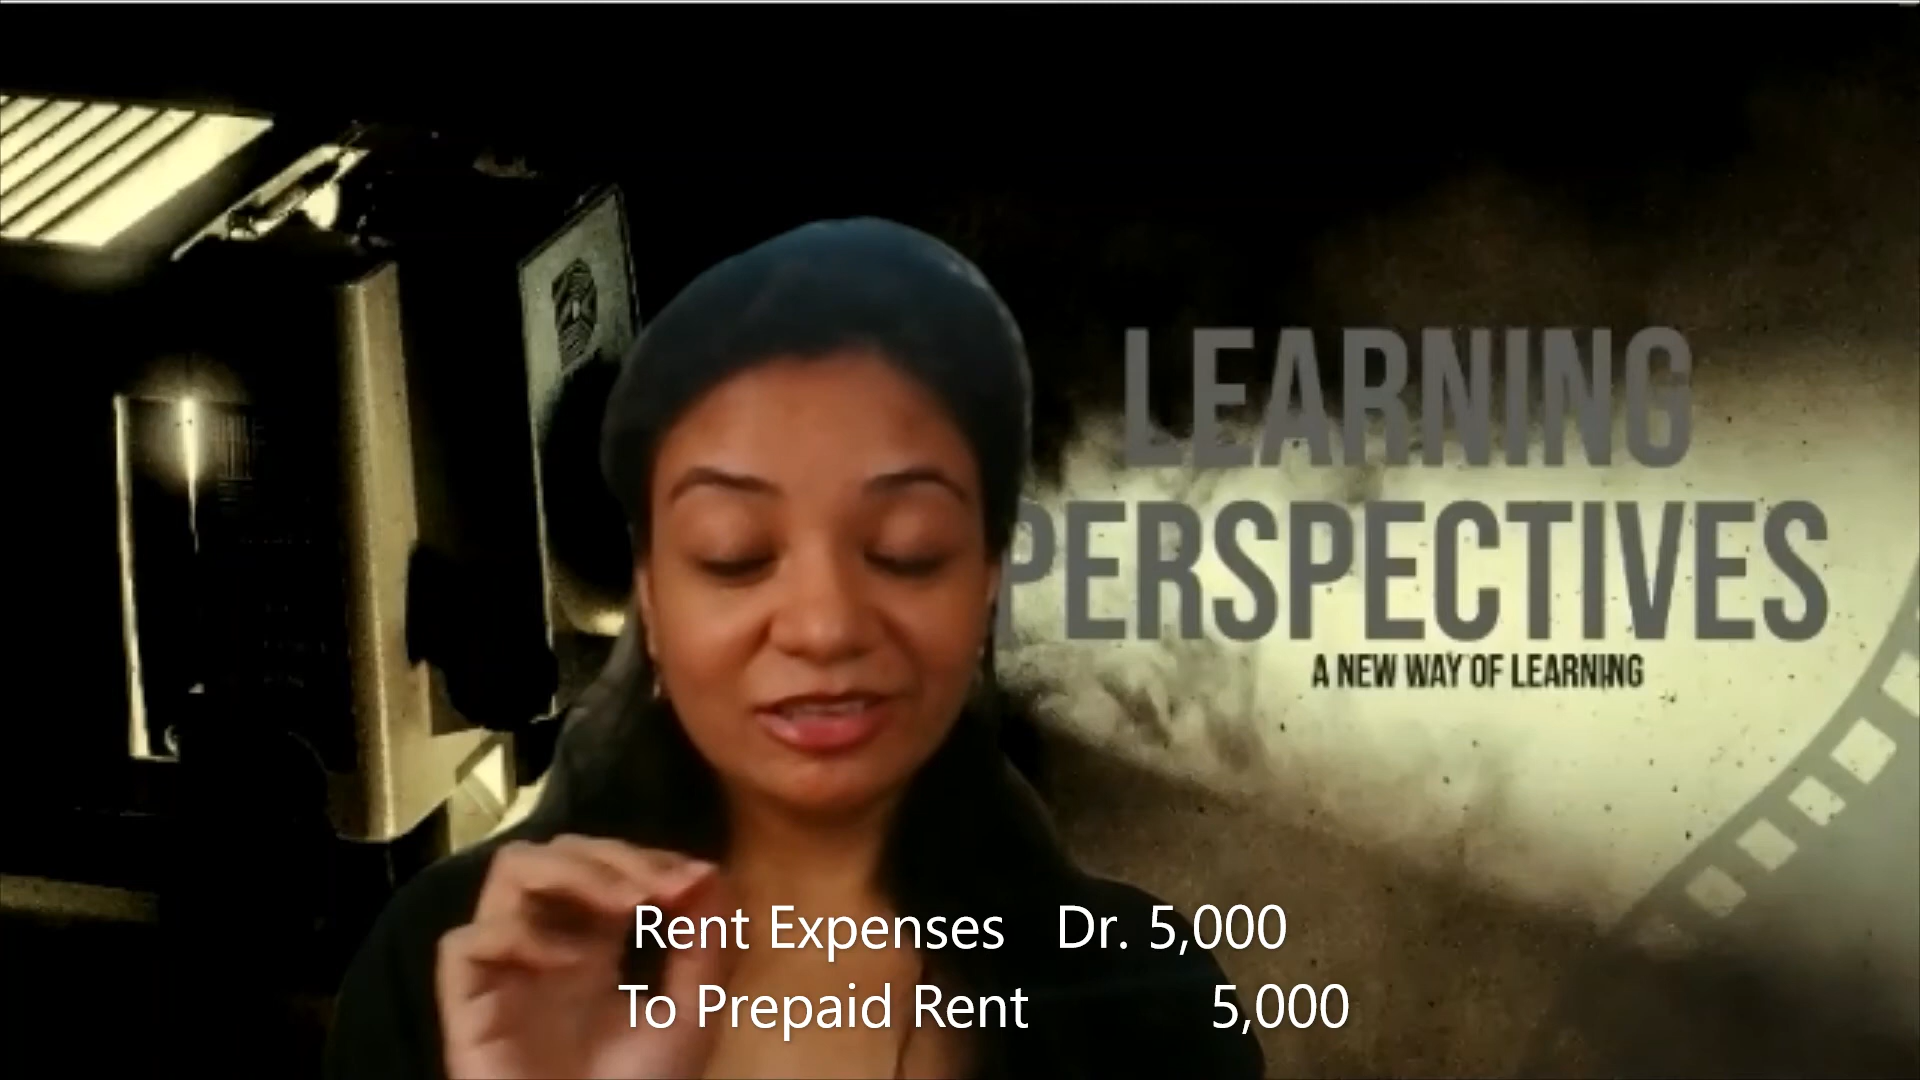 LEARNING
PERSPECTIVES
A NEW WAY OF LEARNING
Rent Expenses Dr. 5,000
To Prepaid Rent 5,000